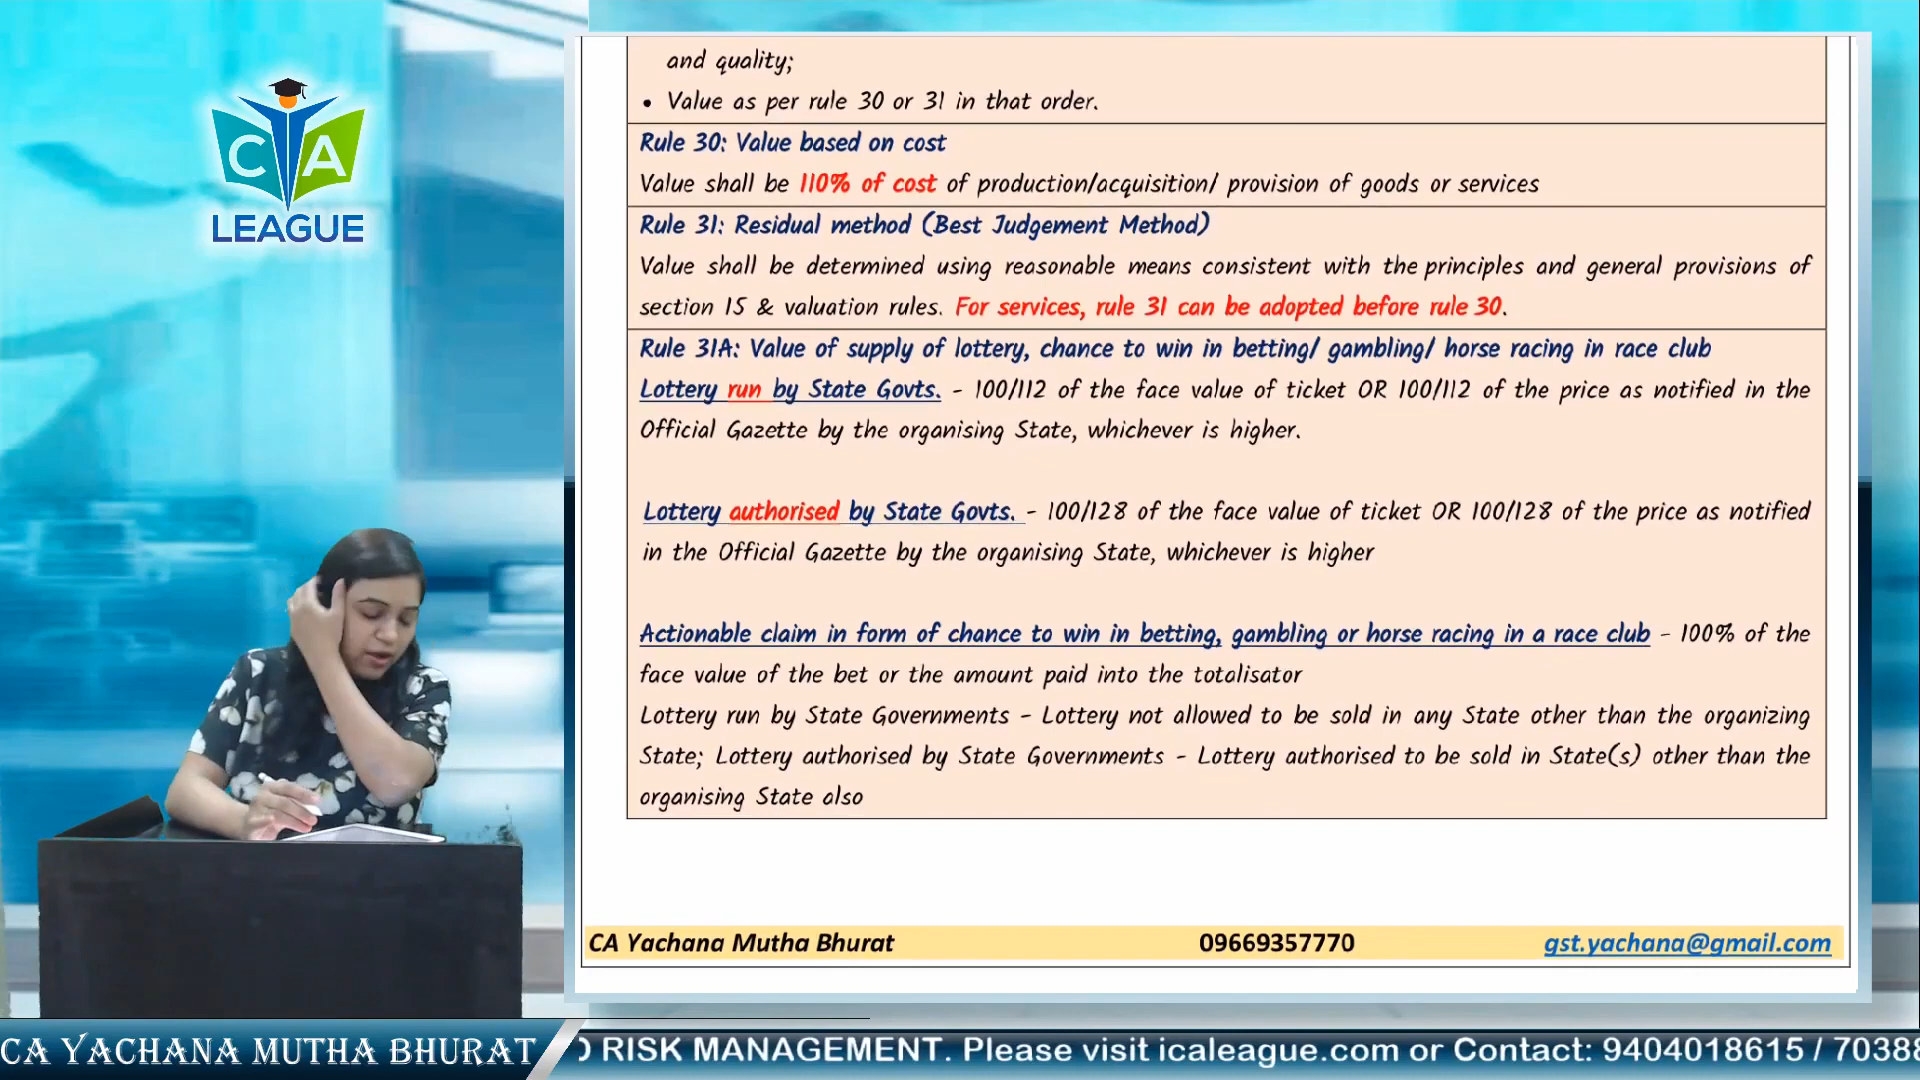 C A
LEAGUE
and quality;
• Value as per rule 30 or 31 in that order.
Rule 30: Value based on cost
Value shall be 110% of cost of production/acquisition/ provision of goods or services
Rule 31: Residual method (Best Judgement Method)
Value shall be determined using reasonable means consistent with the principles and general provisions of
section 15 & valuation rules. For services, rule 31 can be adopted before rule 30.
Rule 31A: Value of supply of lottery, chance to win in betting/ gambling/ horse racing in race club
Lottery run by State Govts. - 100/112 of the face value of ticket OR 100/112 of the price as notified in the
Official Gazette by the organising State, whichever is higher.
Lottery authorised by State Govts. - 100/128 of the face value of ticket OR 100/128 of the price as notified
in the Official Gazette by the organising State, whichever is higher
Actionable claim in form of chance to win in betting, gambling or horse racing in a race club - 100% of the
face value of the bet or the amount paid into the totalisator
Lottery run by State Governments - Lottery not allowed to be sold in any State other than the organizing
State; Lottery authorised by State Governments - Lottery authorised to be sold in State(s) other than the
organising State also
CA Yachana Mutha Bhurat 09669357770 gst.yachana@gmail.com
CA YACHANA MUTHA BHURAT
RISK MANAGEMENT. Please visit icaleague.com or Contact: 9404018615 / 7038